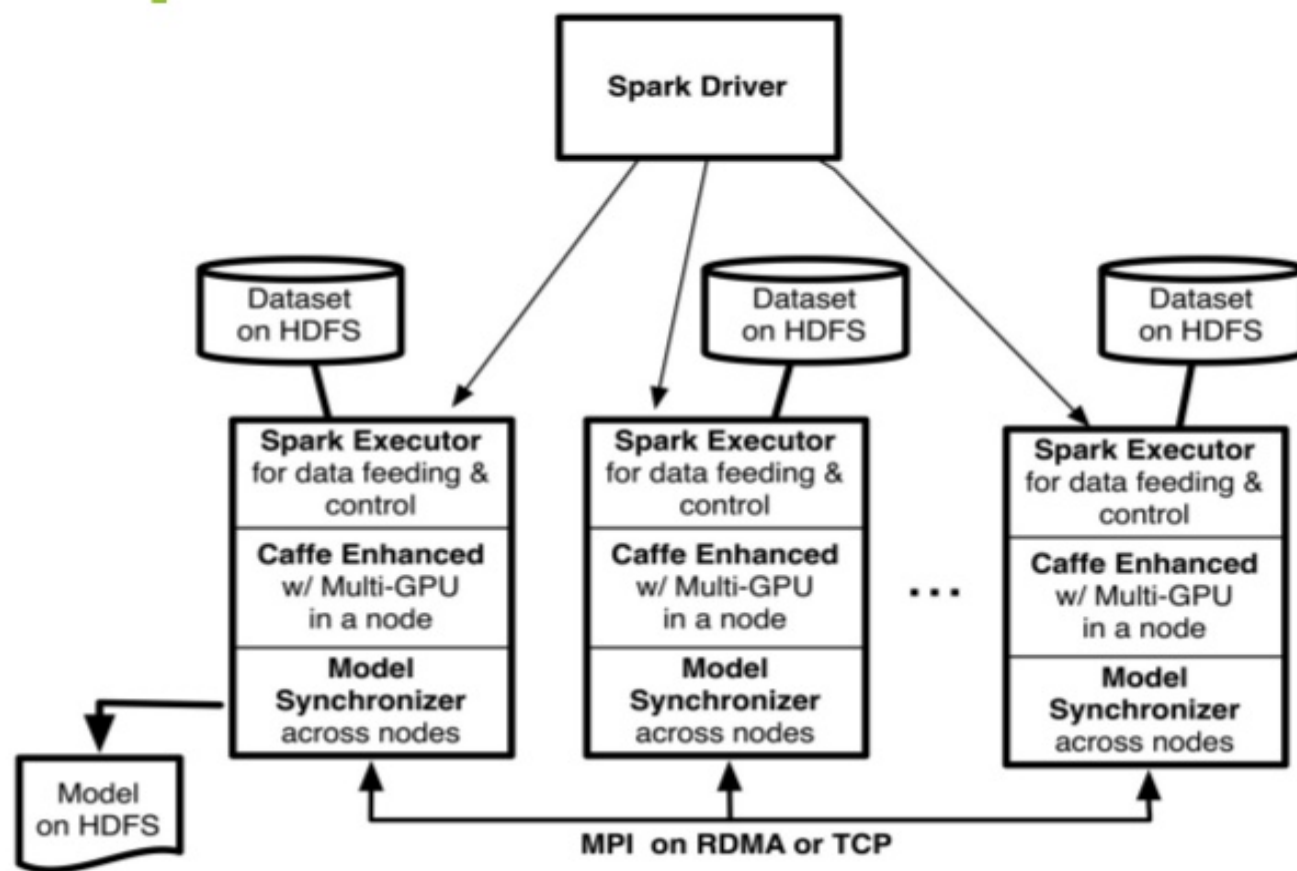 Spark Driver
Dataset
on HDFS
Dataset
on HDFS
Dataset
on HDFS
Spark Executor
for data feeding &
control
Caffe Enhanced
w/ Multi-GPU
in a node
Model
Synchronizer
across nodes
Spark Executor
for data feeding &
control
Caffe Enhanced
w/ Multi-GPU
in a node
Model
Synchronizer
across nodes
...
Spark Executor
for data feeding &
control
Caffe Enhanced
w/ Multi-GPU
in a node
Model
Synchronizer
across nodes
Model
on HDFS
MPI on RDMA or TCP